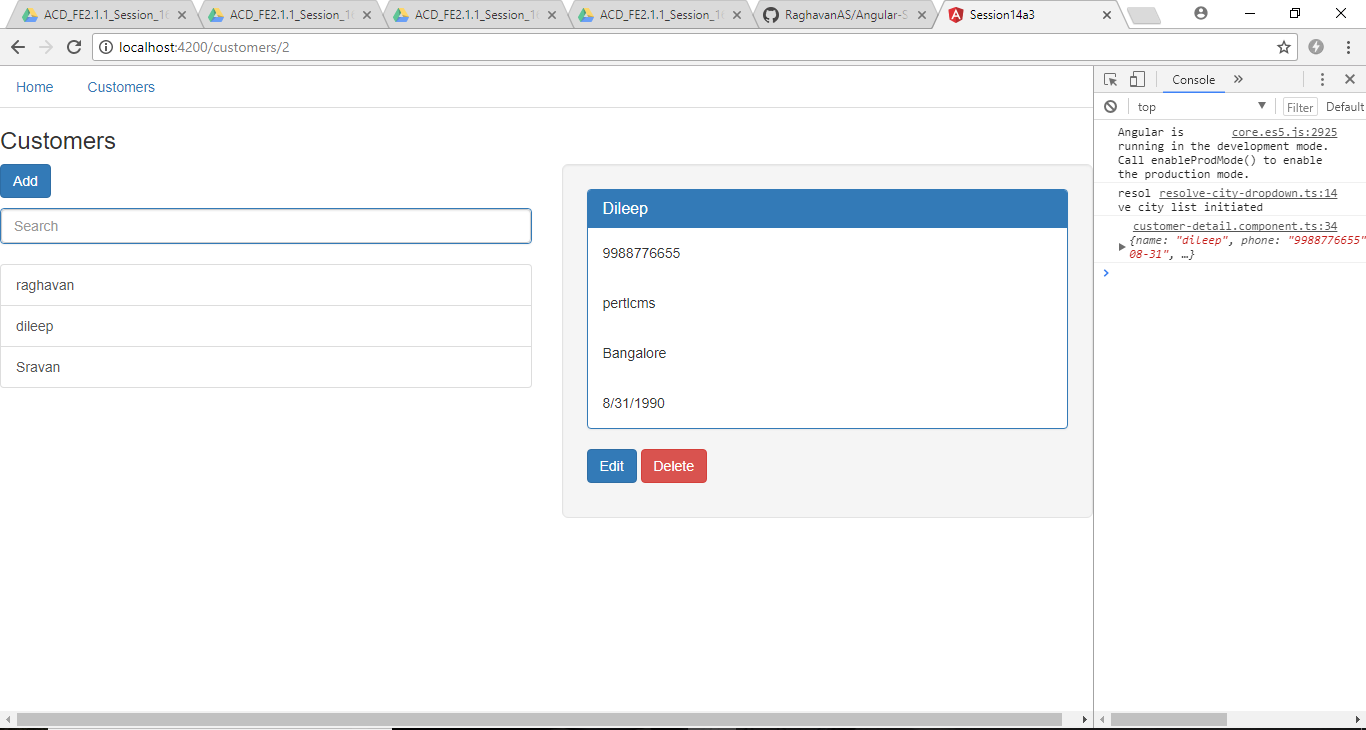 ACD_FE2.1.1_Session_16
ACD_FE2.1.1_Session_1
ACD_FE2.1.1_Session_1
ACD_FE2.1.1_Session_1
RaghavanAS/Angular-S
Session14a3
localhost:4200/customers/2
Home
Customers
Customers
Add
Search
raghavan
dileep
Sravan
Dileep
9988776655
pertlcms
Bangalore
8/31/1990
Edit
Delete
Console
top
Filter
Default
Angular is core.es5.js:2925
running in the development mode.
Call enableProdMode() to enable
the production mode.
resol resolve-city-dropdown.ts:14
ve city list initiated
customer-detail.component.ts:34
{name: "dileep", phone: "9988776655"
08-31", …}